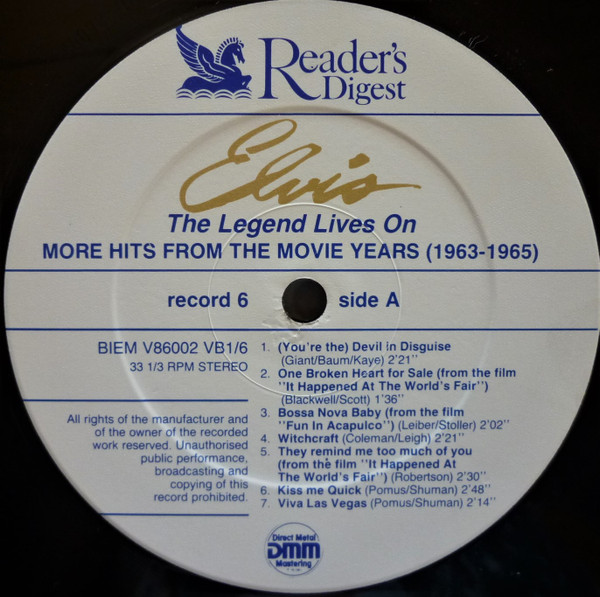 Reader's
Digest
Elvis
The Legend Lives On
MORE HITS FROM THE MOVIE YEARS (1963-1965)
record 6 side A
BIEM V86002 VB1/6
33 1/3 RPM STEREO
All rights of the manufacturer and
of the owner of the recorded
work reserved. Unauthorised
public performance,
broadcasting and
copying of this
record prohibited.
1. (You're the) Devil in Disguise
(Giant/Baum/Kaye) 2'21''
2. One Broken Heart for Sale (from the film
''It Happened At The World's Fair'')
(Blackwell/Scott) 1'36''
3. Bossa Nova Baby (from the film
''Fun In Acapulco'') (Leiber/Stoller) 2'02''
4. Witchcraft (Coleman/Leigh) 2'21''
5. They remind me too much of you
(from the film ''It Happened At
The World's Fair'') (Robertson) 2'30''
6. Kiss me Quick (Pomus/Shuman) 2'48''
7. Viva Las Vegas (Pomus/Shuman) 2'14''
Direct Metal
DMM
Mastering